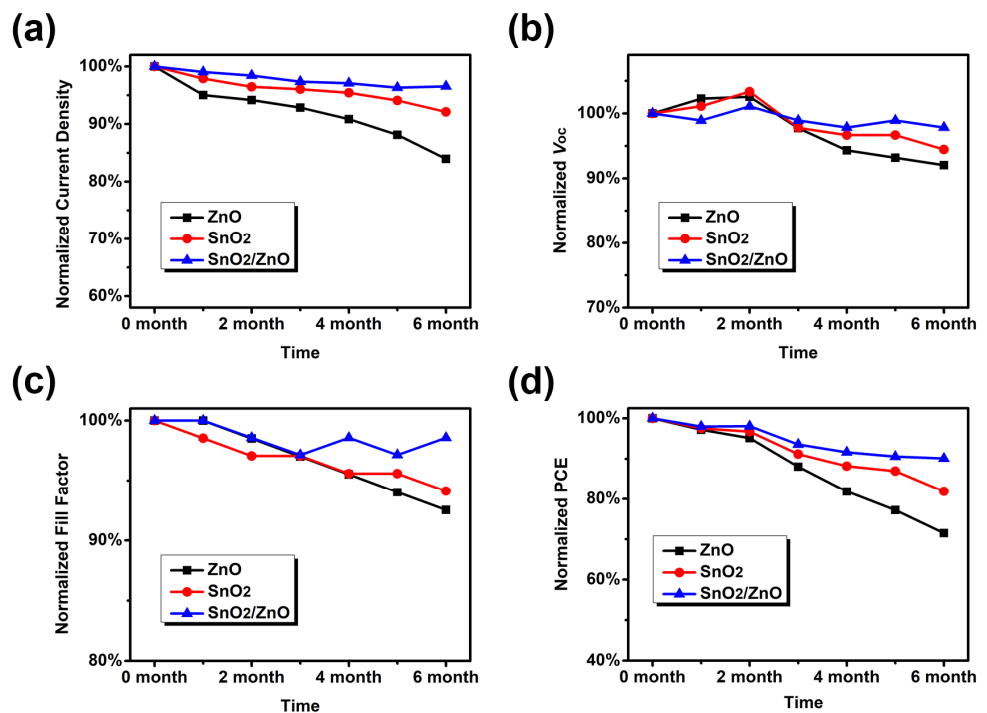 (a)
Normalized Current Density
100%
90%
80%
70%
60%
ZnO
SnO2
SnO2/ZnO
0 month 2 month 4 month 6 month
Time
(b)
Normalized Voc
100%
90%
80%
70%
ZnO
SnO2
SnO2/ZnO
0 month 2 month 4 month 6 month
Time
(c)
Normalized Fill Factor
100%
90%
80%
ZnO
SnO2
SnO2/ZnO
0 month 2 month 4 month 6 month
Time
(d)
Normalized PCE
100%
80%
60%
40%
ZnO
SnO2
SnO2/ZnO
0 month 2 month 4 month 6 month
Time